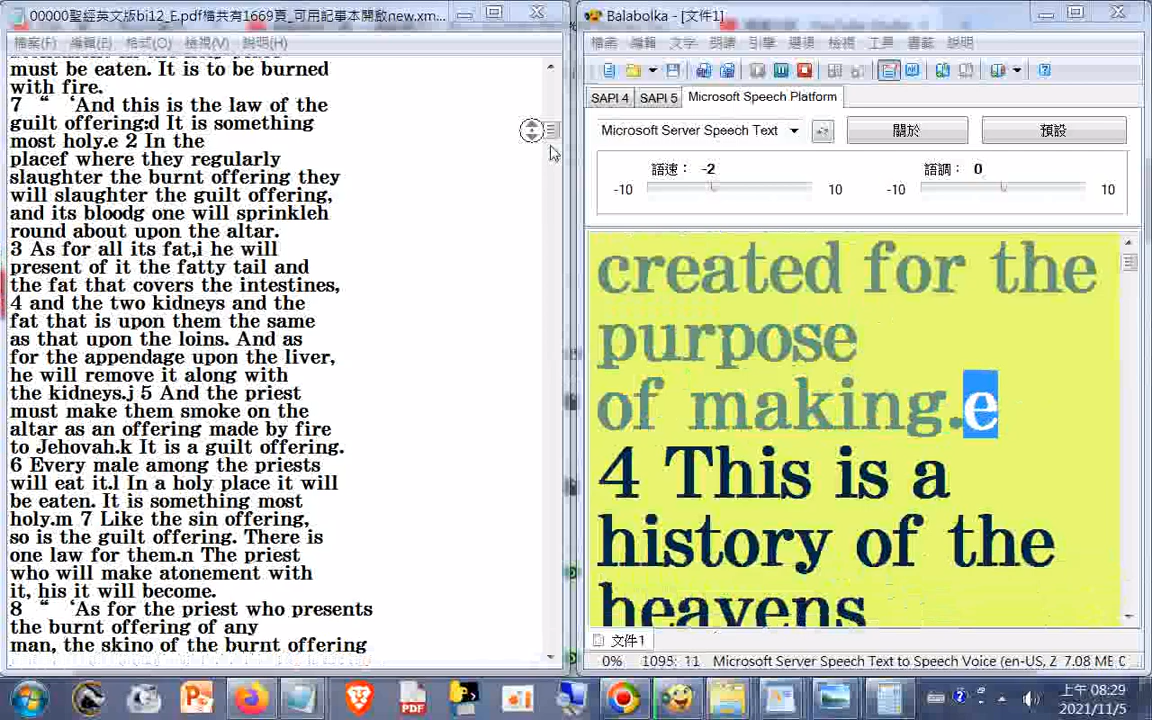 00000聖經英文版bi12_E.pdf檔共有1669頁_可用記事本開啟new.xm...
檔案(F) 編輯(E) 格式(O) 檢視(V) 說明(H)
must be eaten. It is to be burned
with fire.
7 “ ‘And this is the law of the
guilt offering:d It is something
most holy.e 2 In the
placef where they regularly
slaughter the burnt offering they
will slaughter the guilt offering,
and its bloodg one will sprinkleh
round about upon the altar.
3 As for all its fat,i he will
present of it the fatty tail and
the fat that covers the intestines,
4 and the two kidneys and the
fat that is upon them the same
as that upon the loins. And as
for the appendage upon the liver,
he will remove it along with
the kidneys.j 5 And the priest
must make them smoke on the
altar as an offering made by fire
to Jehovah.k It is a guilt offering.
6 Every male among the priests
will eat it.l In a holy place it will
be eaten. It is something most
holy.m 7 Like the sin offering,
so is the guilt offering. There is
one law for them.n The priest
who will make atonement with
it, his it will become.
8 “ ‘As for the priest who presents
the burnt offering of any
man, the skino of the burnt offering
Balabolka - [文件1]
檔案 編輯 文字 朗讀 引擎 選項 檢視 工具 書籤 說明
SAPI 4 SAPI 5 Microsoft Speech Platform
Microsoft Server Speech Text 關於 預設
語速： -2 語調： 0
-10 10 -10 10
created for the
purpose
of making.e
4 This is a
history of the
heavens
文件1
0% 1095: 11 Microsoft Server Speech Text to Speech Voice (en-US, Z 7.08 ME
PDF
上午 08:29
2021/11/5